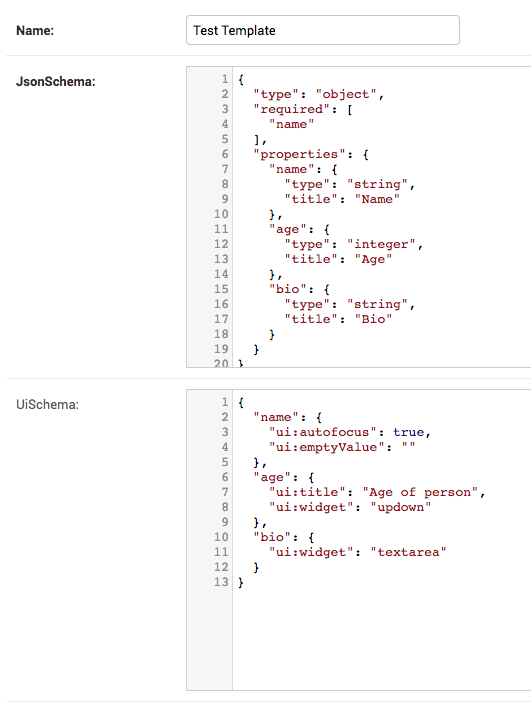 Name:
Test Template
JsonSchema:
1 {
2   "type": "object",
3   "required": [
4     "name"
5   ],
6   "properties": {
7     "name": {
8       "type": "string",
9       "title": "Name"
10     },
11     "age": {
12       "type": "integer",
13       "title": "Age"
14     },
15     "bio": {
16       "type": "string",
17       "title": "Bio"
18     }
19   }
20 }
UiSchema:
1 {
2   "name": {
3     "ui:autofocus": true,
4     "ui:emptyValue": ""
5   },
6   "age": {
7     "ui:title": "Age of person",
8     "ui:widget": "updown"
9   },
10   "bio": {
11     "ui:widget": "textarea"
12   }
13 }